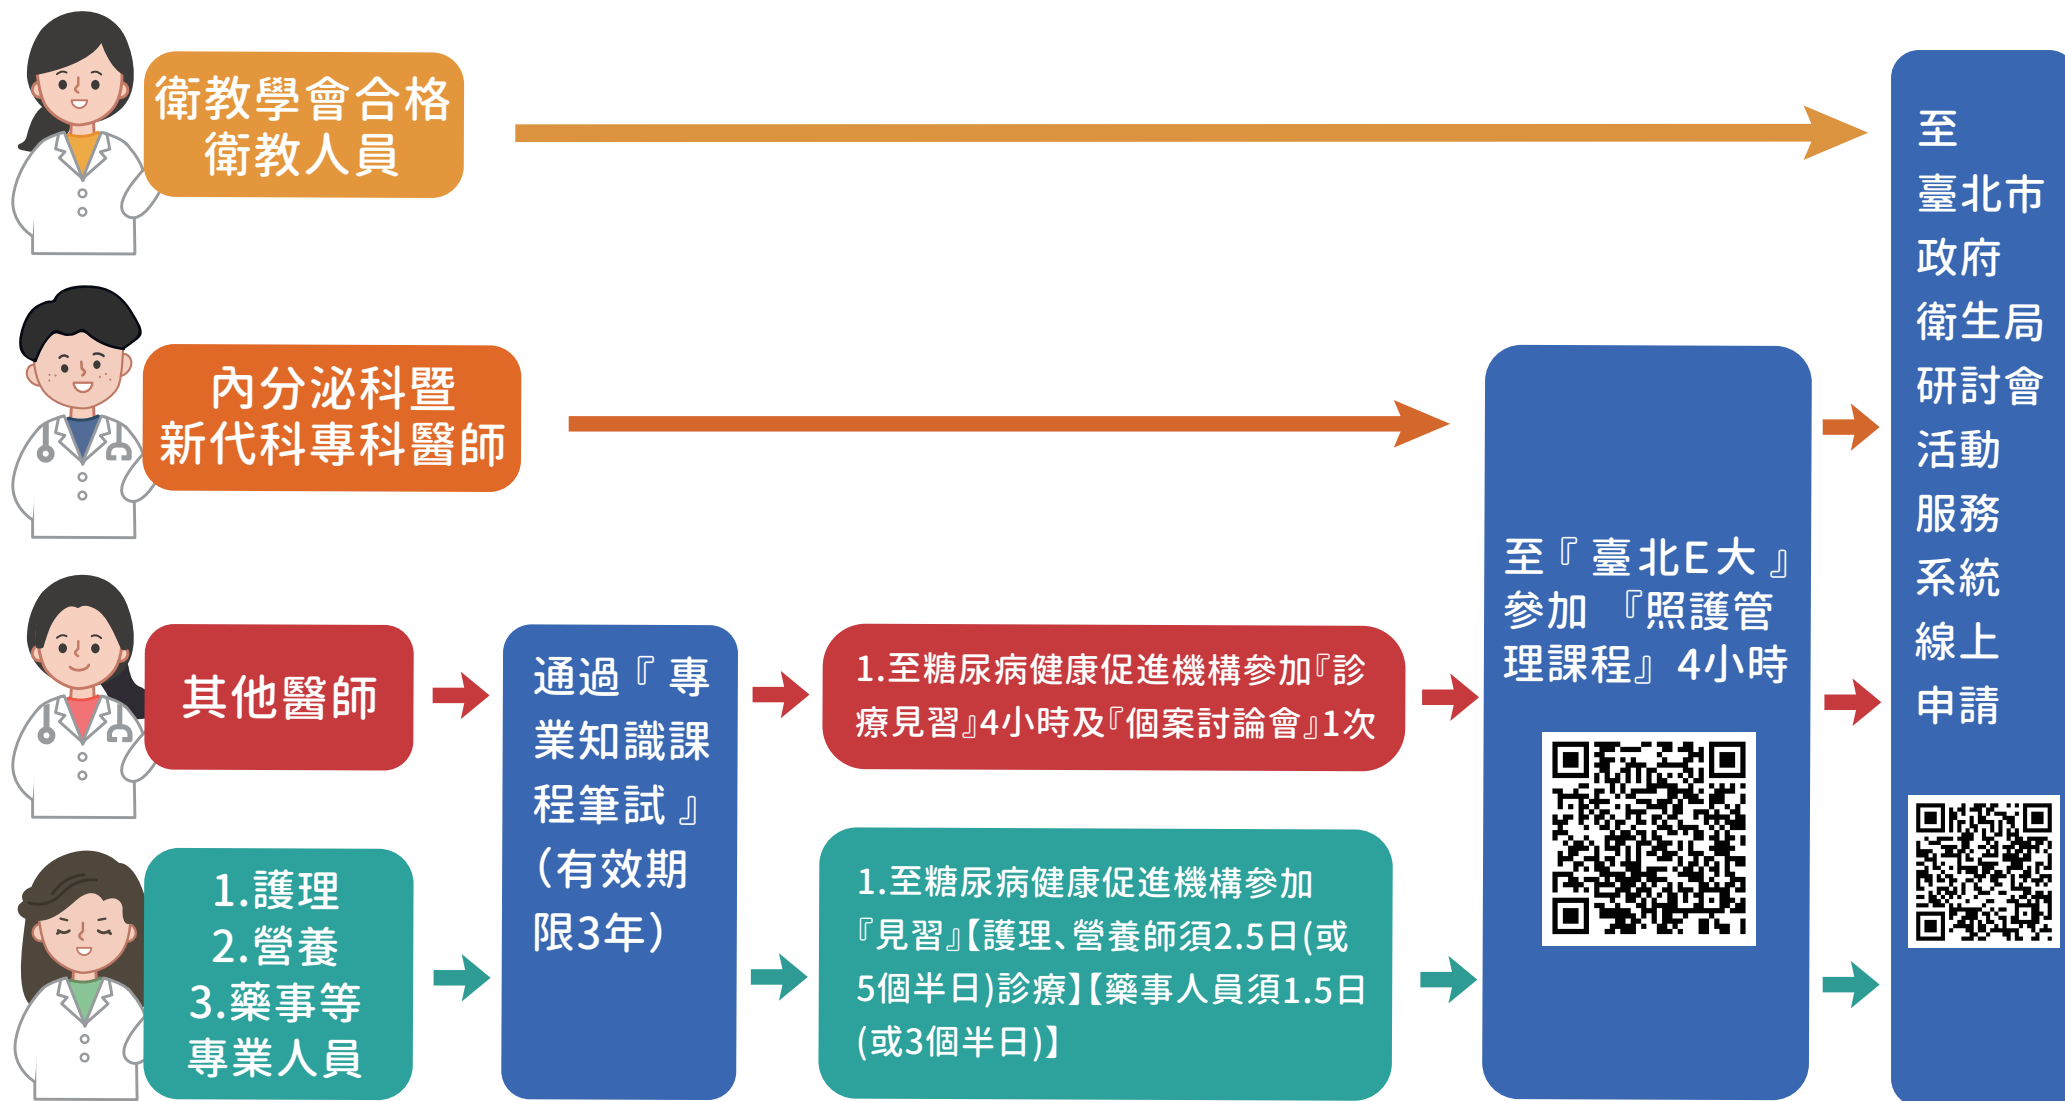 衛教學會合格
衛教人員
內分泌科暨
新代科專科醫師
其他醫師
1.護理
2.營養
3.藥事等
專業人員
通過『專
業知識課
程筆試』
(有效期
限3年)
1.至糖尿病健康促進機構參加『診
療見習』4小時及『個案討論會』1次
1.至糖尿病健康促進機構參加
『見習』【護理、營養師須2.5日(或
5個半日)診療】【藥事人員須1.5日
(或3個半日)】
至『臺北E大』
參加 『照護管
理課程』4小時
至
臺北市
政府
衛生局
研討會
活動
服務
系統
線上
申請